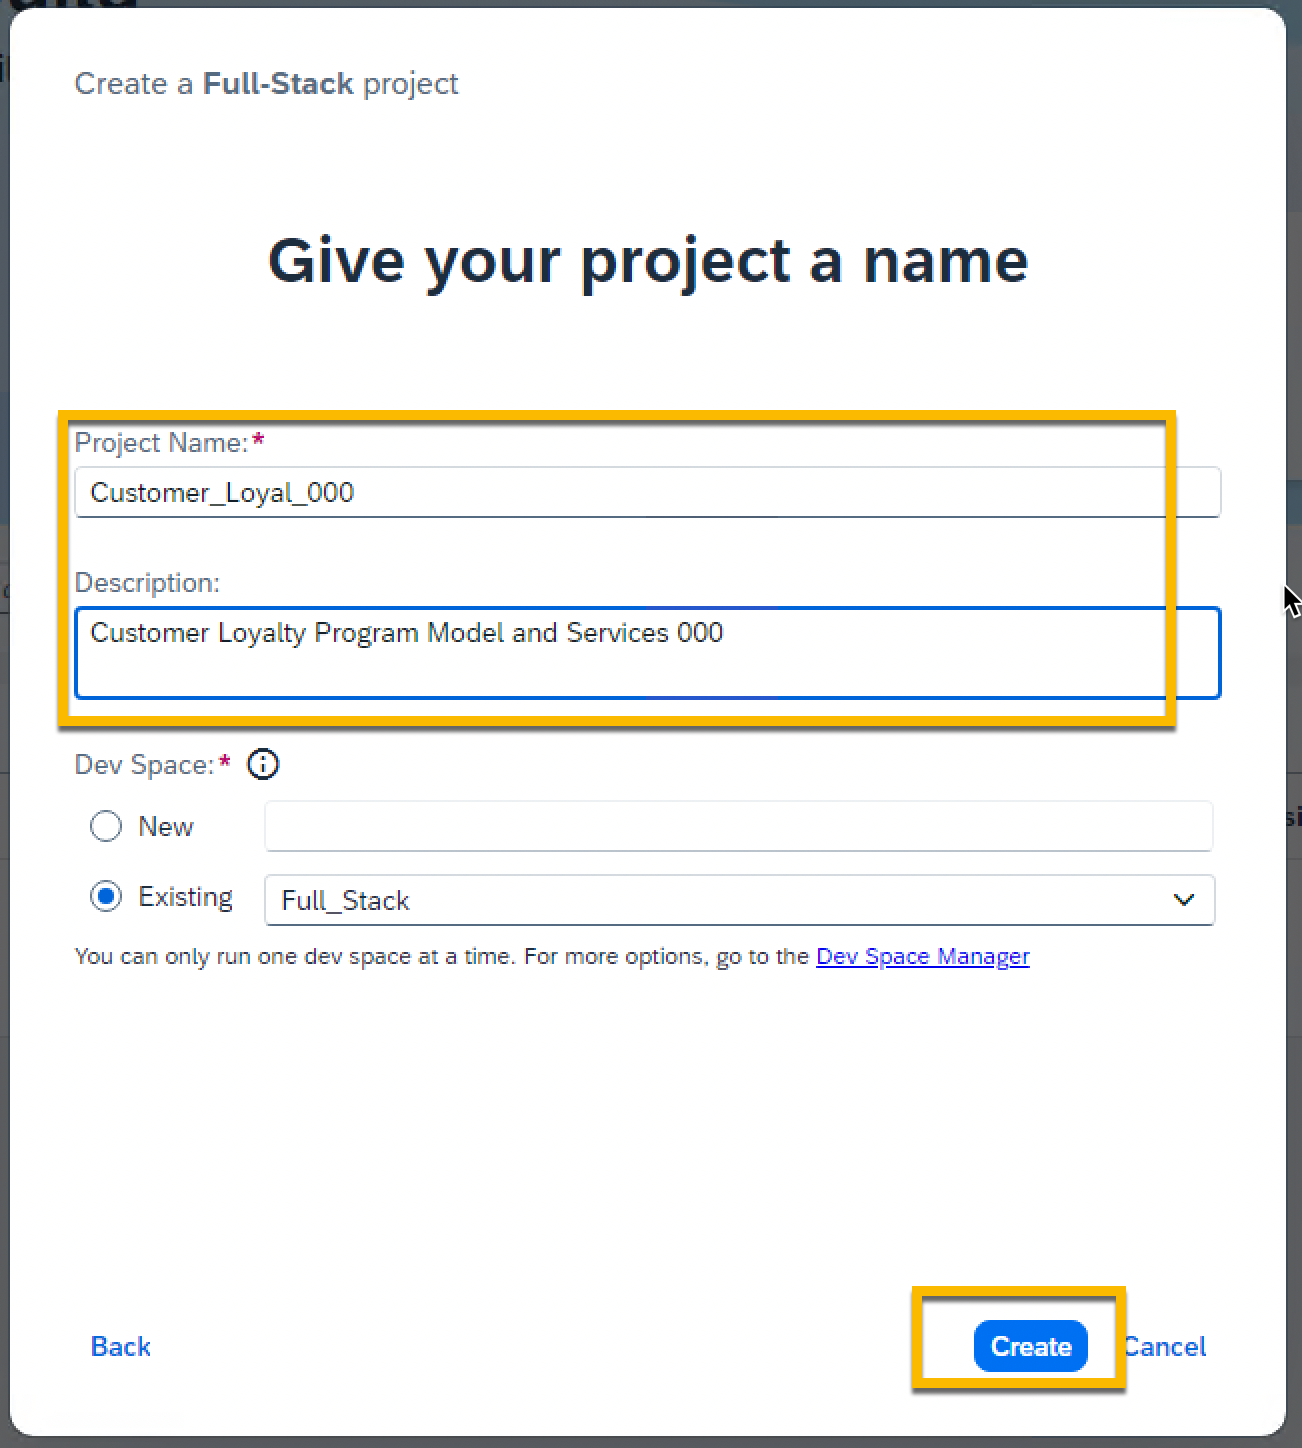 Create a Full-Stack project
Give your project a name
Project Name:*
Customer_Loyal_000
Description:
Customer Loyalty Program Model and Services 000
Dev Space:*
New
Existing
Full_Stack
You can only run one dev space at a time. For more options, go to the Dev Space Manager
Back
Create
Cancel